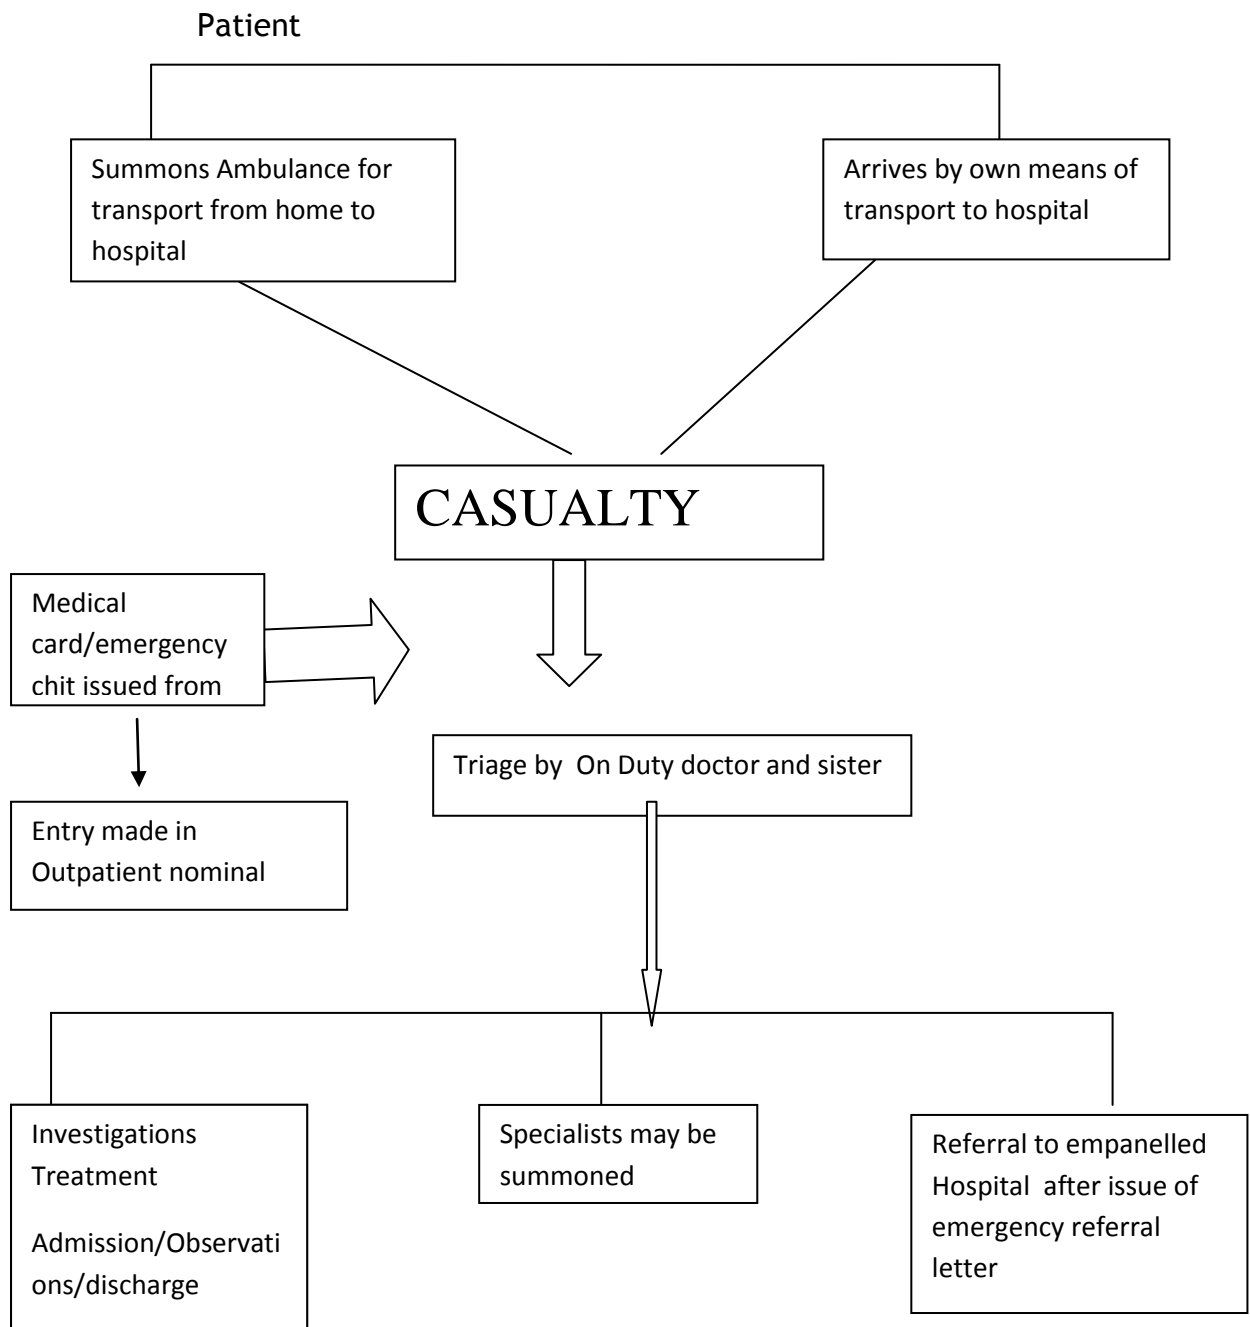 Patient
Summons Ambulance for
transport from home to
hospital
Arrives by own means of
transport to hospital
CASUALTY
Medical
card/emergency
chit issued from
Triage by On Duty doctor and sister
Entry made in
Outpatient nominal
Investigations
Treatment
Admission/Observati
ons/discharge
Specialists may be
summoned
Referral to empanelled
Hospital after issue of
emergency referral
letter